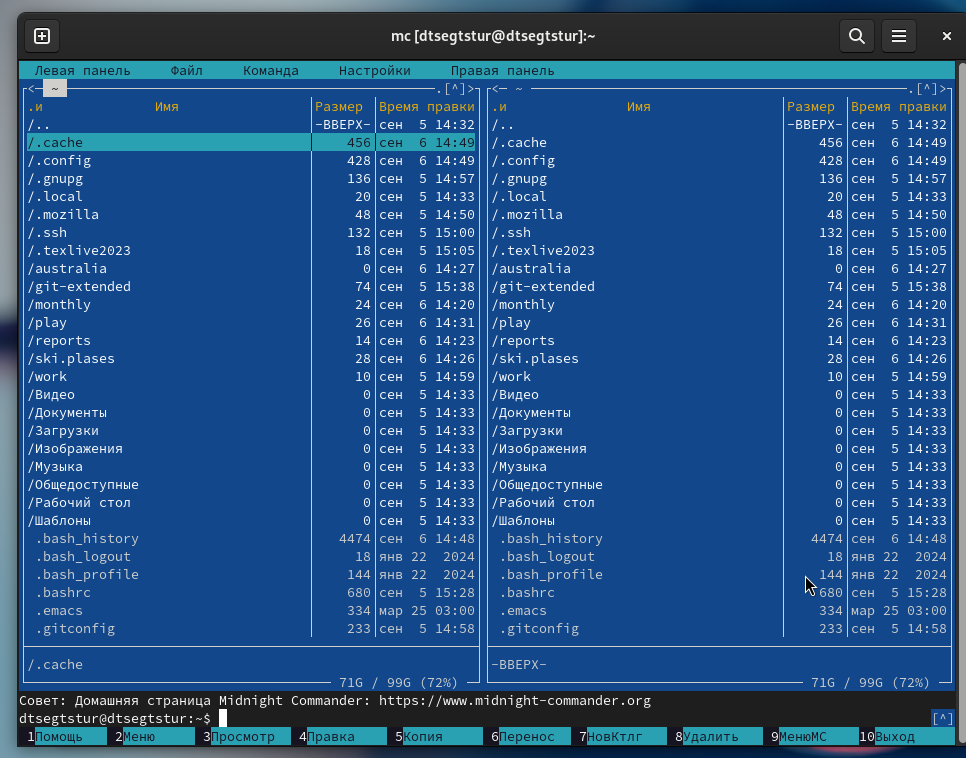 mc [dtsegtstur@dtsegtstur]:~
Левая панель Файл Команда Настройки Правая панель
<─ ~ .[^]> <─ ~ .[^]>
.и Имя Размер Время правки .и Имя Размер Время правки
/.. -ВВЕРХ- сен 5 14:32 /.. -ВВЕРХ- сен 5 14:32
/.cache 456 сен 6 14:49 /.cache 456 сен 6 14:49
/.config 428 сен 6 14:49 /.config 428 сен 6 14:49
/.gnupg 136 сен 5 14:57 /.gnupg 136 сен 5 14:57
/.local 20 сен 5 14:33 /.local 20 сен 5 14:33
/.mozilla 48 сен 5 14:50 /.mozilla 48 сен 5 14:50
/.ssh 132 сен 5 15:00 /.ssh 132 сен 5 15:00
/.texlive2023 18 сен 5 15:05 /.texlive2023 18 сен 5 15:05
/australia 0 сен 6 14:27 /australia 0 сен 6 14:27
/git-extended 74 сен 5 15:38 /git-extended 74 сен 5 15:38
/monthly 24 сен 6 14:20 /monthly 24 сен 6 14:20
/play 26 сен 6 14:31 /play 26 сен 6 14:31
/reports 14 сен 6 14:23 /reports 14 сен 6 14:23
/ski.plases 28 сен 6 14:26 /ski.plases 28 сен 6 14:26
/work 10 сен 5 14:59 /work 10 сен 5 14:59
/Видео 0 сен 5 14:33 /Видео 0 сен 5 14:33
/Документы 0 сен 5 14:33 /Документы 0 сен 5 14:33
/Загрузки 0 сен 5 14:33 /Загрузки 0 сен 5 14:33
/Изображения 0 сен 5 14:33 /Изображения 0 сен 5 14:33
/Музыка 0 сен 5 14:33 /Музыка 0 сен 5 14:33
/Общедоступные 0 сен 5 14:33 /Общедоступные 0 сен 5 14:33
/Рабочий стол 0 сен 5 14:33 /Рабочий стол 0 сен 5 14:33
/Шаблоны 0 сен 5 14:33 /Шаблоны 0 сен 5 14:33
.bash_history 4474 сен 6 14:48 .bash_history 4474 сен 6 14:48
.bash_logout 18 янв 22 2024 .bash_logout 18 янв 22 2024
.bash_profile 144 янв 22 2024 .bash_profile 144 янв 22 2024
.bashrc 680 сен 5 15:28 .bashrc 680 сен 5 15:28
.emacs 334 мар 25 03:00 .emacs 334 мар 25 03:00
.gitconfig 233 сен 5 14:58 .gitconfig 233 сен 5 14:58
/.cache -ВВЕРХ-
71G / 99G (72%) 71G / 99G (72%)
Совет: Домашняя страница Midnight Commander: https://www.midnight-commander.org
dtsegtstur@dtsegtstur:~$ [^]
1Помощь 2Меню 3Просмотр 4Правка 5Копия 6Перенос 7НовКтлг 8Удалить 9МенюMC 10Выход